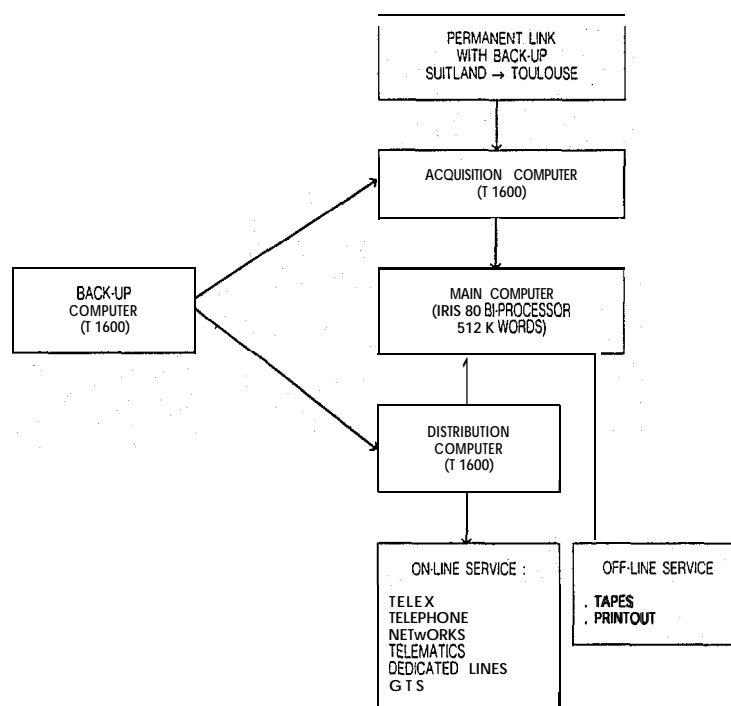 PERMANENT LINK
WITH BACK-UP
SUITLAND → TOULOUSE
ACQUISITION COMPUTER
(T 1600)
BACK-UP
COMPUTER
(T 1600)
MAIN COMPUTER
(IRIS 80 BI-PROCESSOR
512 K WORDS)
DISTRIBUTION
COMPUTER
(T 1600)
ON-LINE SERVICE :
TELEX
TELEPHONE
NETwORKS
TELEMATICS
DEDICATED LINES
GTS
OFF-LINE SERVICE
. TAPES
. PRINTOUT